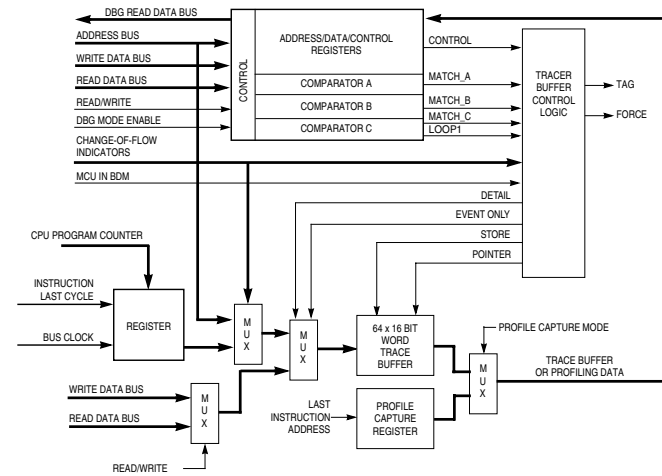 DBG READ DATA BUS
ADDRESS BUS
WRITE DATA BUS
READ DATA BUS
READ/WRITE
DBG MODE ENABLE
CHANGE-OF-FLOW
INDICATORS
MCU IN BDM
CONTROL
ADDRESS/DATA/CONTROL
REGISTERS
COMPARATOR A
COMPARATOR B
COMPARATOR C
CONTROL
MATCH_A
MATCH_B
MATCH_C
LOOP1
TRACER
BUFFER
CONTROL
LOGIC
TAG
FORCE
DETAIL
EVENT ONLY
STORE
POINTER
CPU PROGRAM COUNTER
INSTRUCTION
LAST CYCLE
BUS CLOCK
REGISTER
M
U
X
M
U
X
64 x 16 BIT
WORD
TRACE
BUFFER
PROFILE CAPTURE MODE
M
U
X
TRACE BUFFER
OR PROFILING DATA
WRITE DATA BUS
READ DATA BUS
M
U
X
READ/WRITE
LAST
INSTRUCTION
ADDRESS
PROFILE
CAPTURE
REGISTER